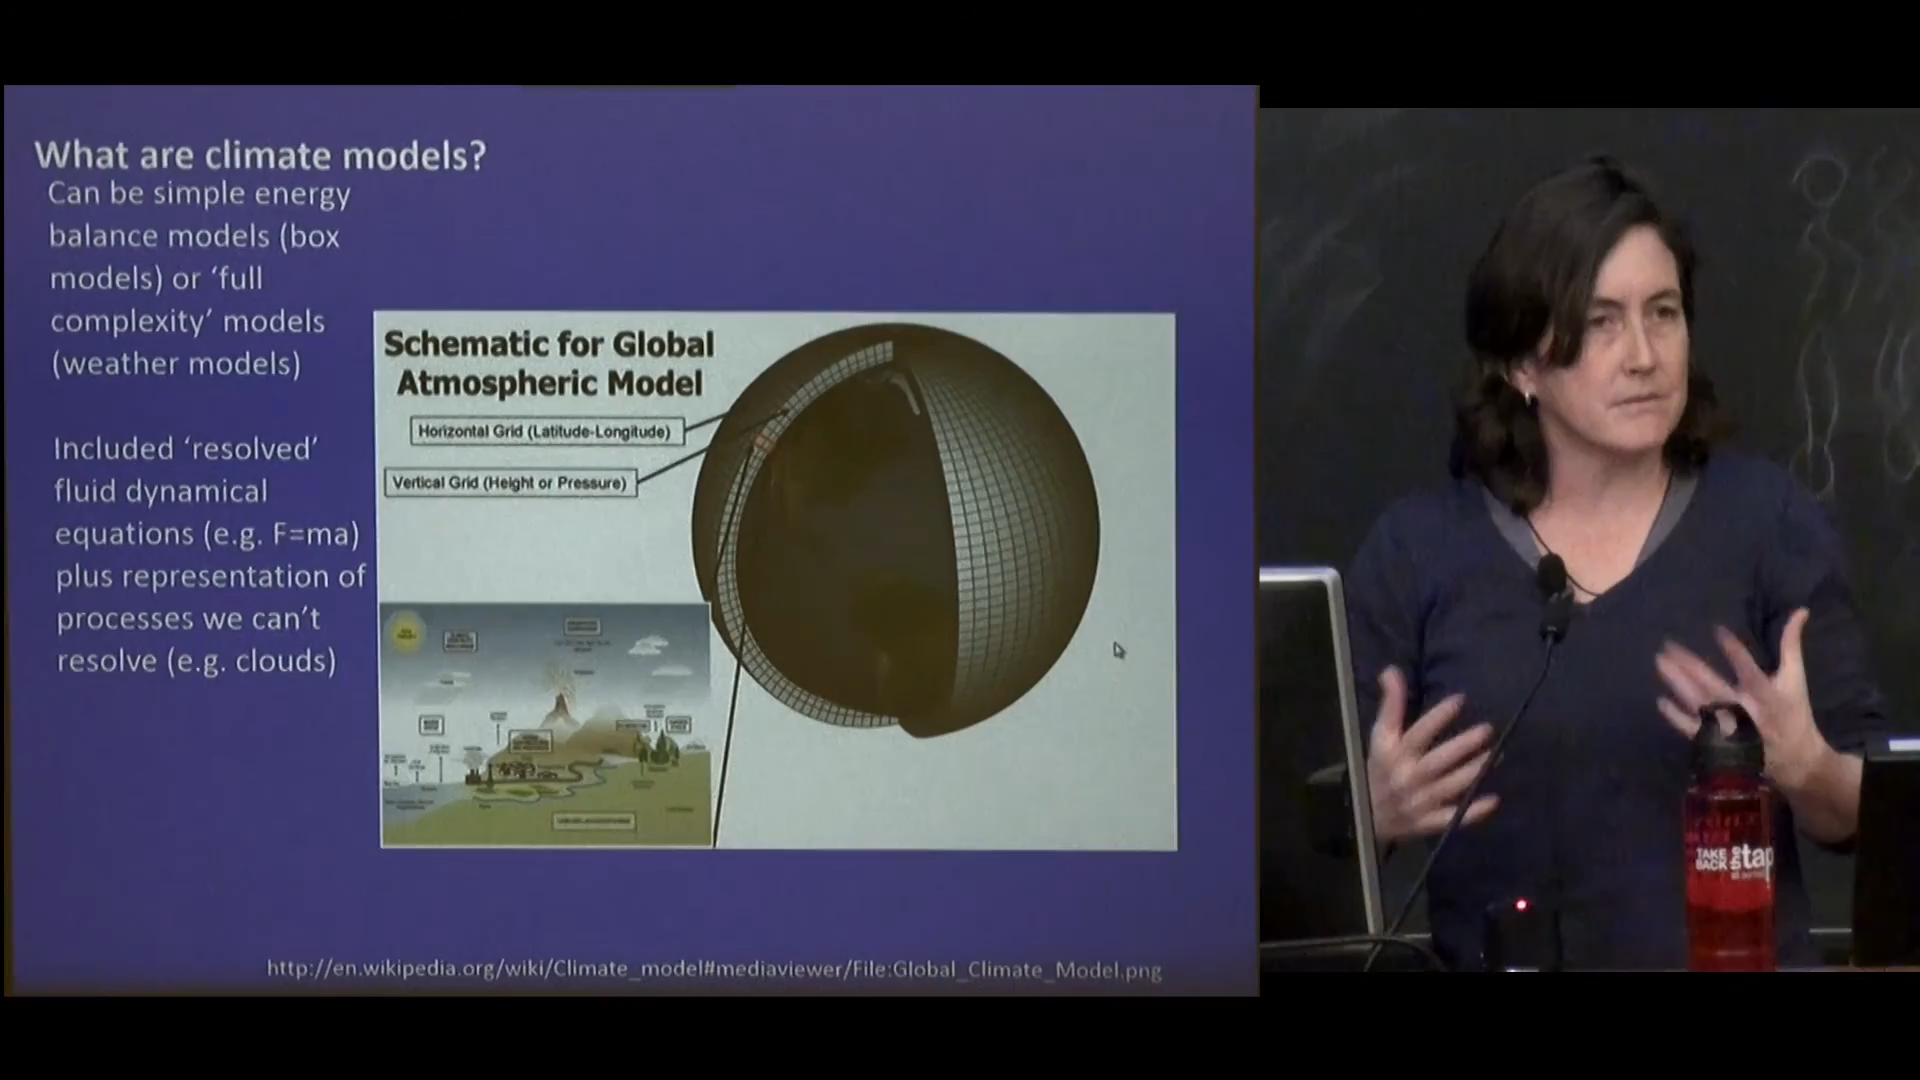 What are climate models?
Can be simple energy
balance models (box
models) or ‘full
complexity’ models
(weather models)
Included ‘resolved’
fluid dynamical
equations (e.g. F=ma)
plus representation of
processes we can’t
resolve (e.g. clouds)
Schematic for Global
Atmospheric Model
Horizontal Grid (Latitude-Longitude)
Vertical Grid (Height or Pressure)
http://en.wikipedia.org/wiki/Climate_model#mediaviewer/File:Global_Climate_Model.png
TAKE
BACK
the
tap